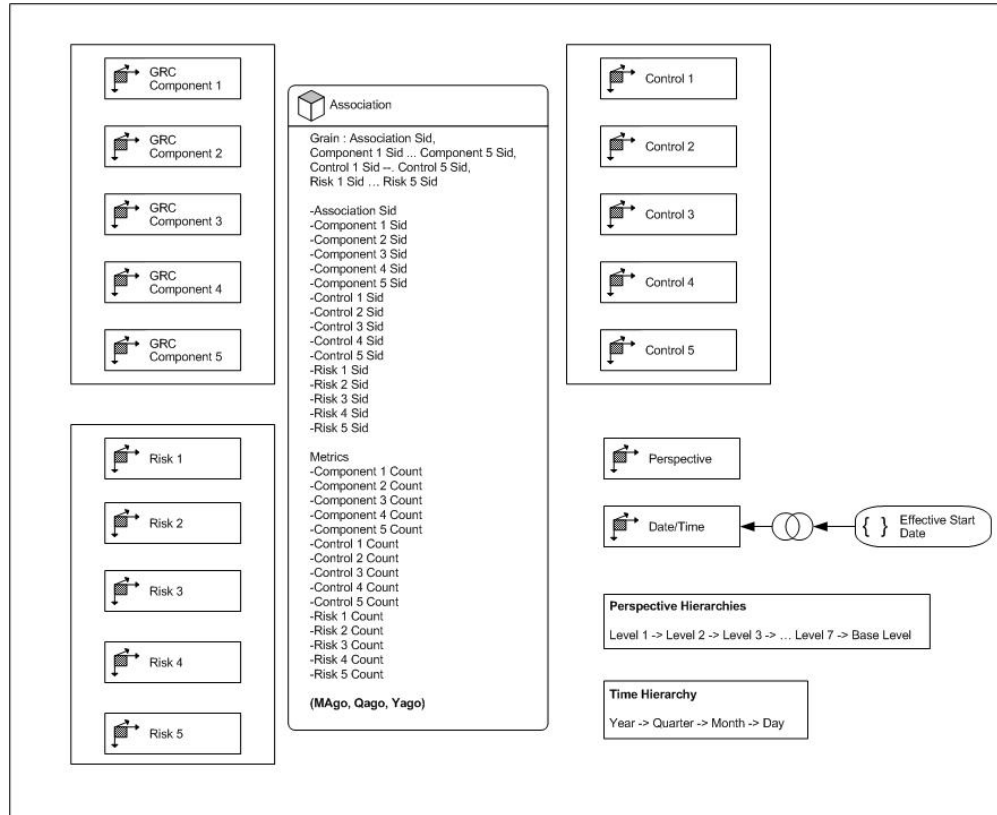 GRC
Component 1
GRC
Component 2
GRC
Component 3
GRC
Component 4
GRC
Component 5
Risk 1
Risk 2
Risk 3
Risk 4
Risk 5
Association
Grain : Association Sid,
Component 1 Sid ... Component 5 Sid,
Control 1 Sid --. Control 5 Sid,
Risk 1 Sid ... Risk 5 Sid
-Association Sid
-Component 1 Sid
-Component 2 Sid
-Component 3 Sid
-Component 4 Sid
-Component 5 Sid
-Control 1 Sid
-Control 2 Sid
-Control 3 Sid
-Control 4 Sid
-Control 5 Sid
-Risk 1 Sid
-Risk 2 Sid
-Risk 3 Sid
-Risk 4 Sid
-Risk 5 Sid
Metrics
-Component 1 Count
-Component 2 Count
-Component 3 Count
-Component 4 Count
-Component 5 Count
-Control 1 Count
-Control 2 Count
-Control 3 Count
-Control 4 Count
-Control 5 Count
-Risk 1 Count
-Risk 2 Count
-Risk 3 Count
-Risk 4 Count
-Risk 5 Count
(MAgo, Qago, Yago)
Control 1
Control 2
Control 3
Control 4
Control 5
Perspective
Date/Time
{ } Effective Start
Date
Perspective Hierarchies
Level 1 -> Level 2 -> Level 3 -> ... Level 7 -> Base Level
Time Hierarchy
Year -> Quarter -> Month -> Day